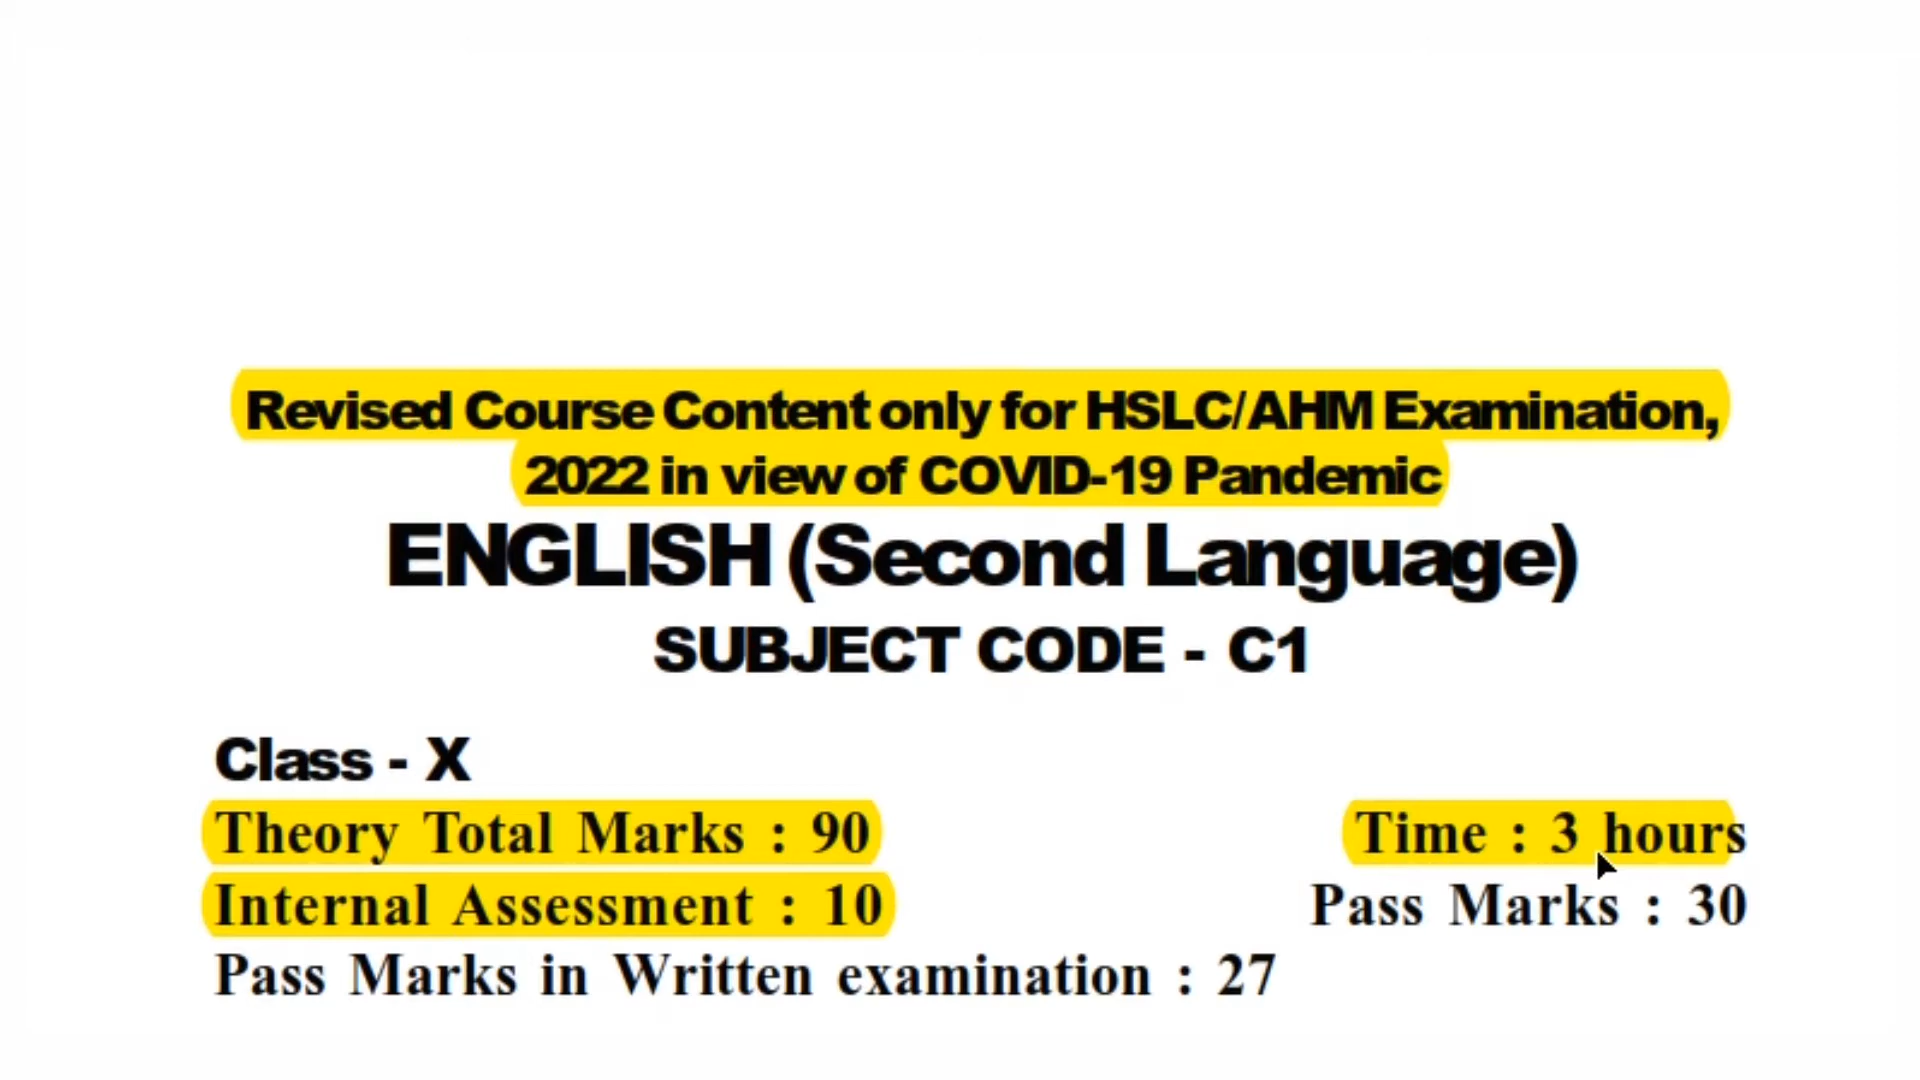 Revised Course Content only for HSLC/AHM Examination,
2022 in view of COVID-19 Pandemic
ENGLISH (Second Language)
SUBJECT CODE - C1
Class - X
Theory Total Marks : 90 Time : 3 hours
Internal Assessment : 10 Pass Marks : 30
Pass Marks in Written examination : 27